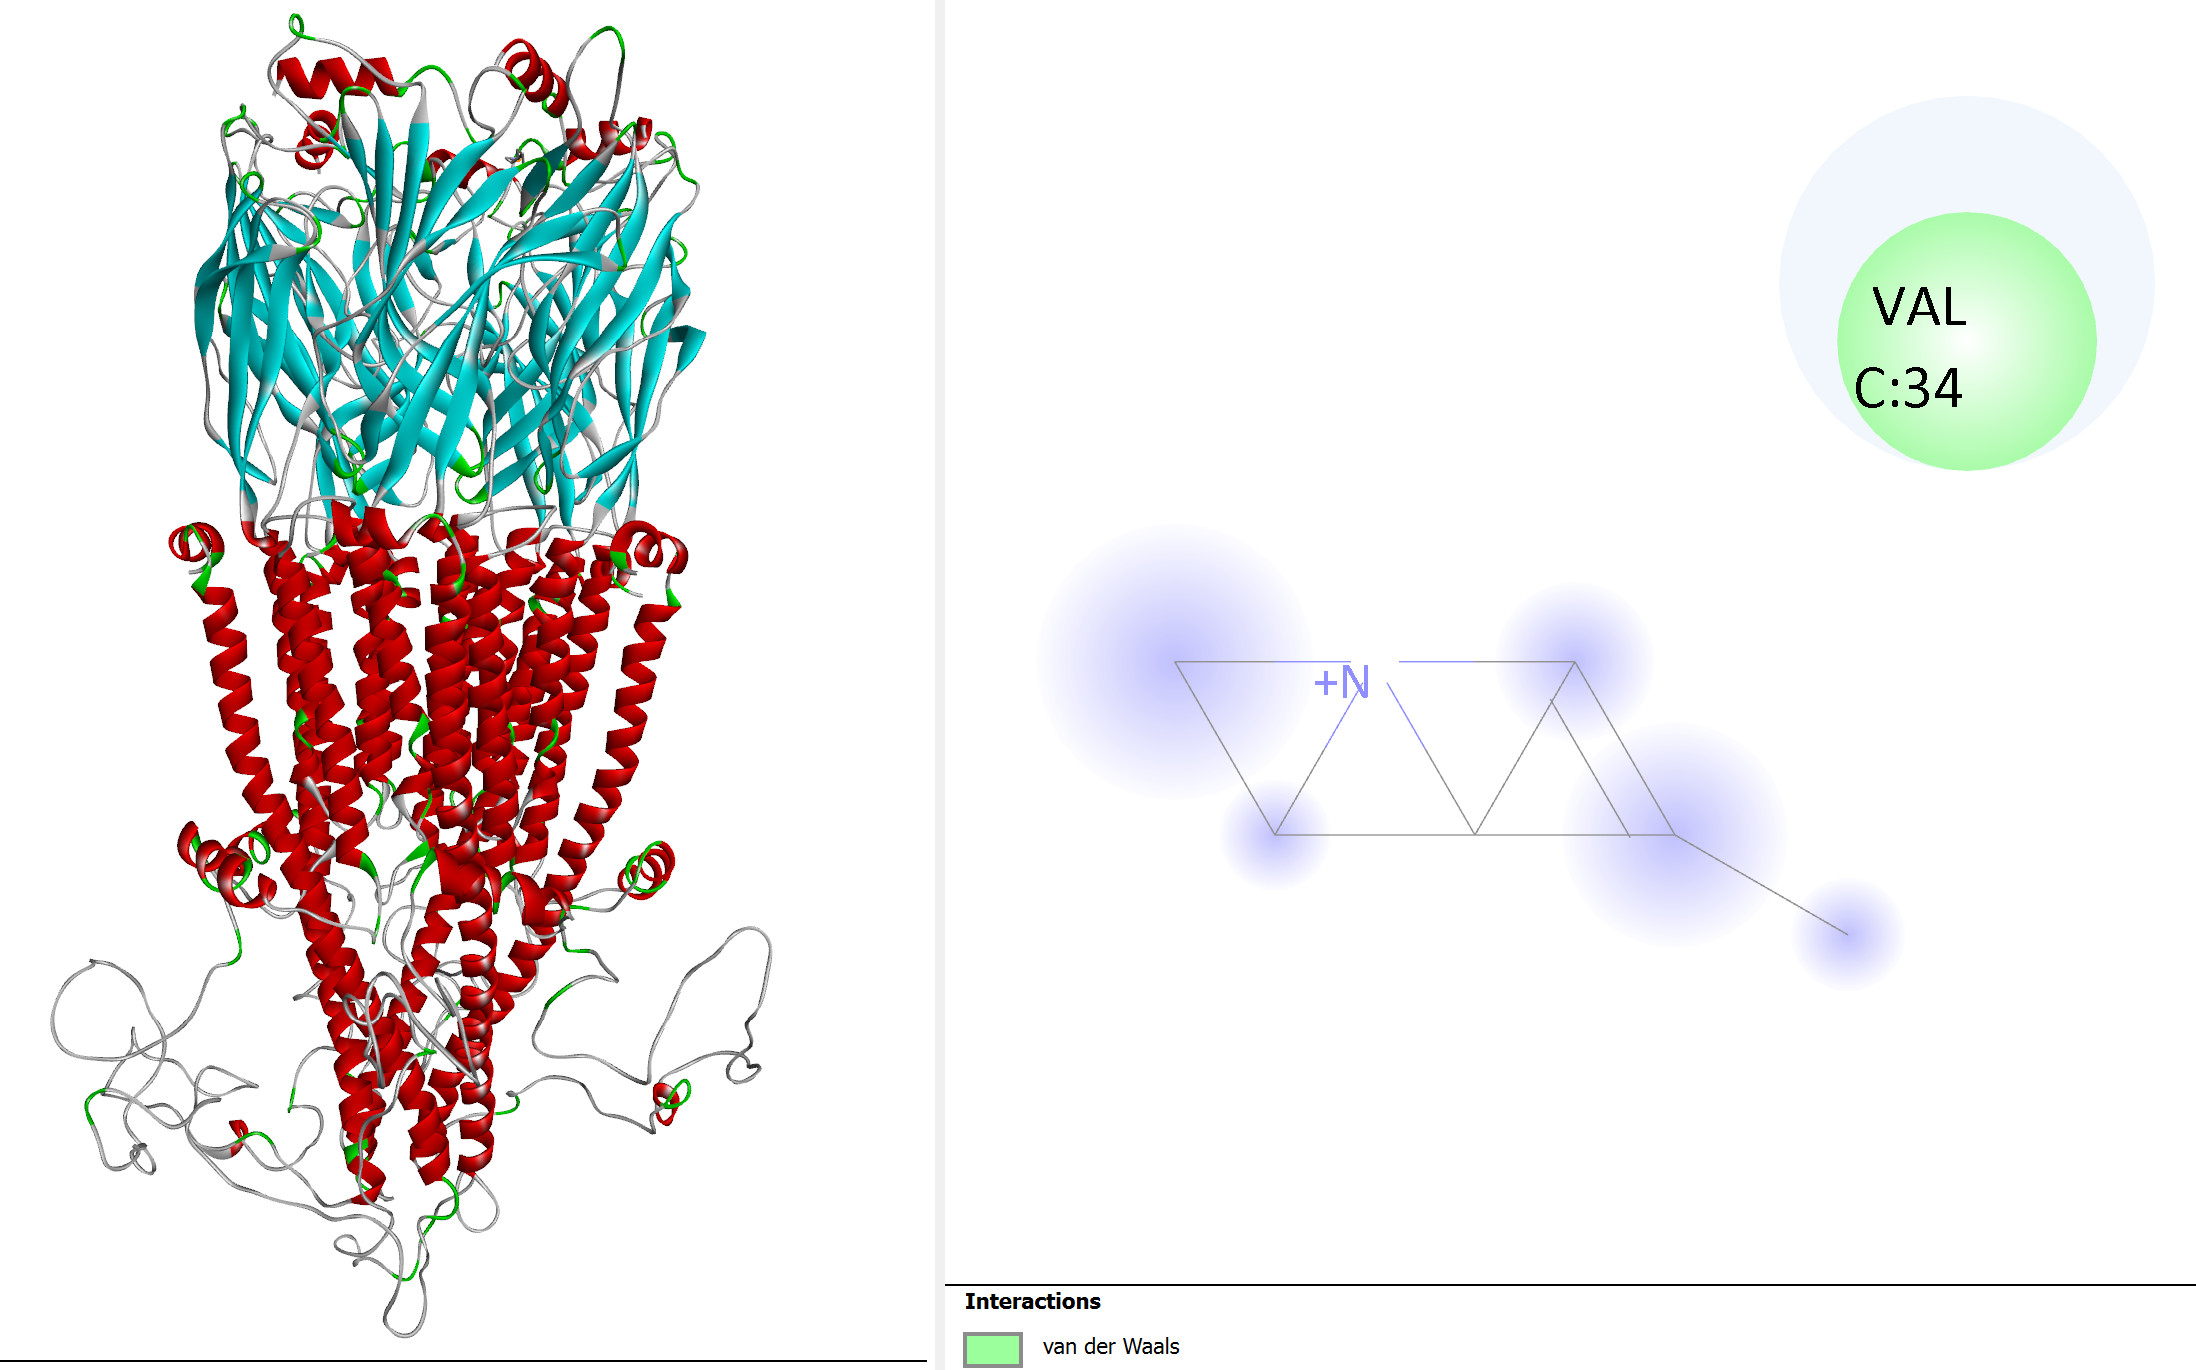 VAL
C:34
+N
Interactions
van der Waals